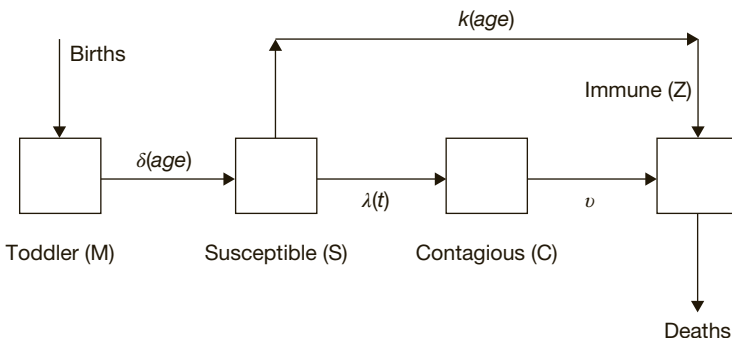 k(age)
Births
Immune (Z)
δ(age)
λ(t)
υ
Toddler (M)
Susceptible (S)
Contagious (C)
Deaths